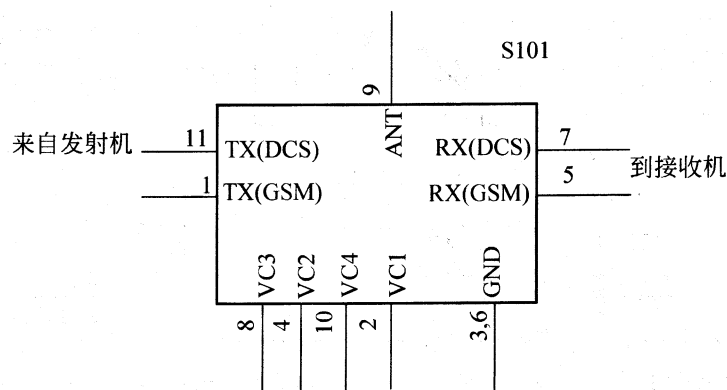 S101
9
ANT
来自发射机
11
TX(DCS)
RX(DCS)
7
到接收机
1
TX(GSM)
RX(GSM)
5
VC3
VC2
VC4
VC1
GND
8
4
10
2
3,6